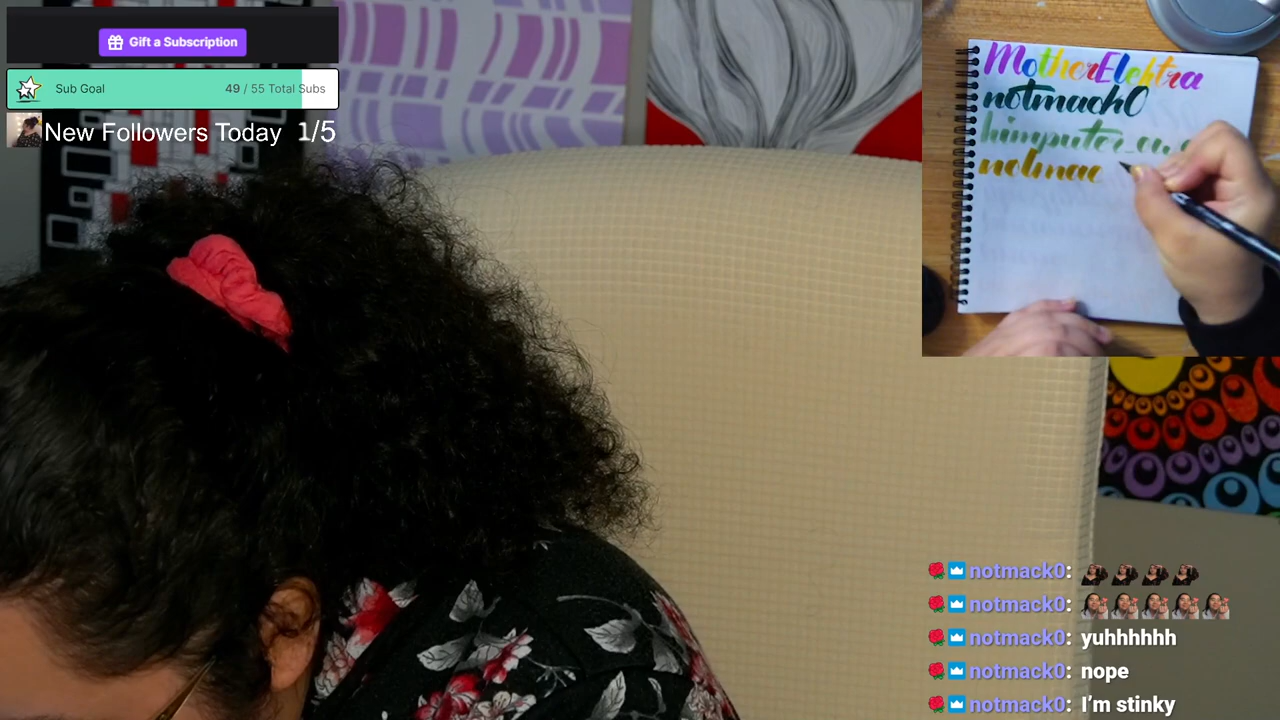 Gift a Subscription
Sub Goal 49 / 55 Total Subs
New Followers Today 1/5
MotherElektra
notmack0
notmac
notmack0:
notmack0:
notmack0: yuhhhhhh
notmack0: nope
notmack0: I'm stinky